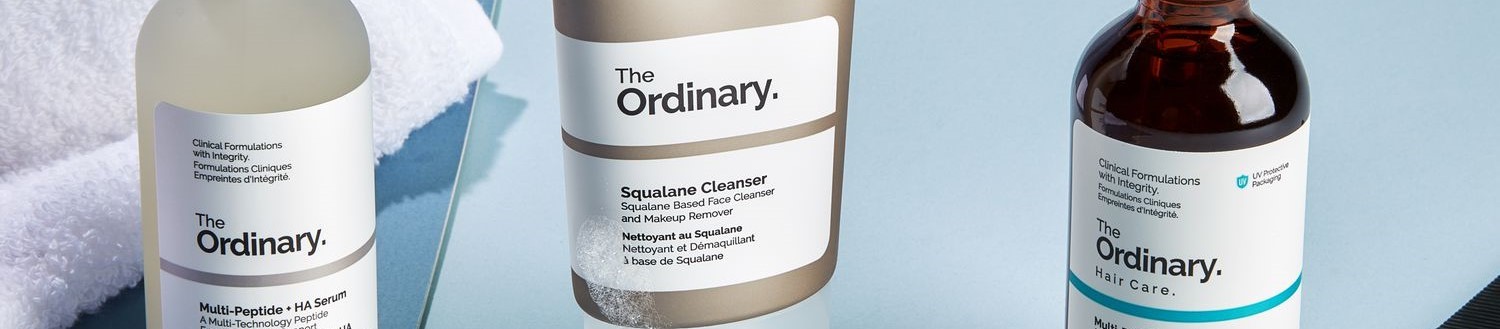 Clinical Formulations
with Integrity.
Formulations Cliniques
Empreintes d'Intégrité.
The
Ordinary.
Multi-Peptide + HA Serum
A Multi-Technology Peptide
The
Ordinary.
Squalane Cleanser
Squalane Based Face Cleanser
and Makeup Remover
Nettoyant au Squalane
Nettoyant et Démaquillant
à base de Squalane
Clinical Formulations
with Integrity.
Formulations Cliniques
Empreintes d'Intégrité.
UV
UV Protective
Packaging
The
Ordinary.
Hair Care.